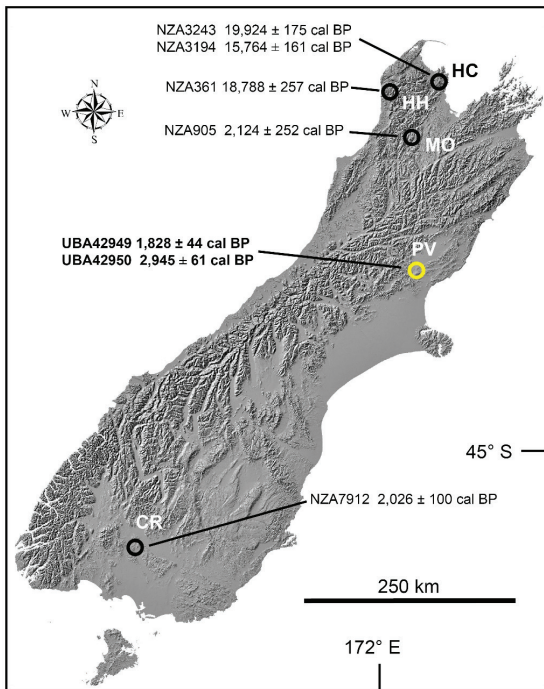 NZA3243 19,924 ± 175 cal BP
NZA3194 15,764 ± 161 cal BP
HC
NZA361 18,788 ± 257 cal BP
HH
N
W E
S
NZA905 2,124 ± 252 cal BP
MO
UBA42949 1,828 ± 44 cal BP
UBA42950 2,945 ± 61 cal BP
PV
45° S
NZA7912 2,026 ± 100 cal BP
CR
250 km
172° E